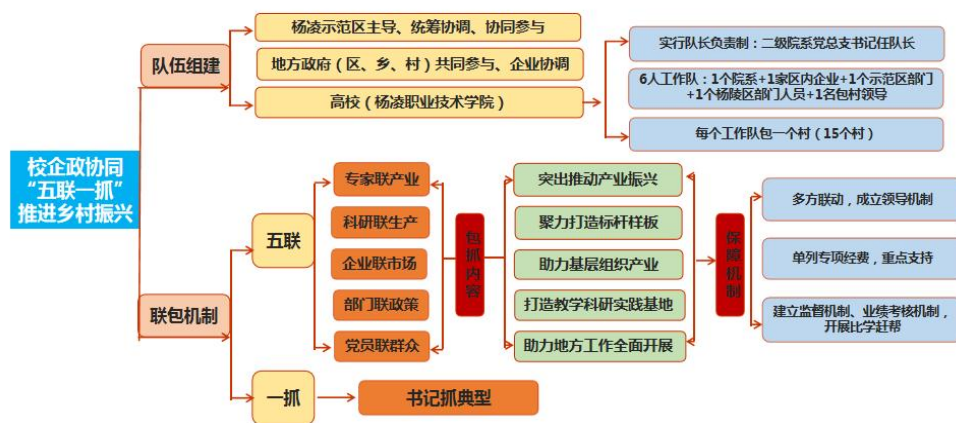 校企政协同
“五联一抓”
推进乡村振兴
队伍组建
杨凌示范区主导、统筹协调、协同参与
地方政府（区、乡、村）共同参与、企业协调
高校（杨凌职业技术学院）
实行队长负责制：二级院系党总支书记任队长
6人工作队：1个院系+1家区内企业+1个示范区部门
+1个杨陵区部门人员+1名包村领导
每个工作队包一个村（15个村）
联包机制
五联
专家联产业
科研联生产
企业联市场
部门联政策
党员联群众
包抓内容
突出推动产业振兴
聚力打造标杆样板
助力基层组织产业
打造教学科研实践基地
助力地方工作全面开展
保障机制
多方联动，成立领导机制
单列专项经费，重点支持
建立监督机制、业绩考核机制，
开展比学赶帮
一抓
书记抓典型